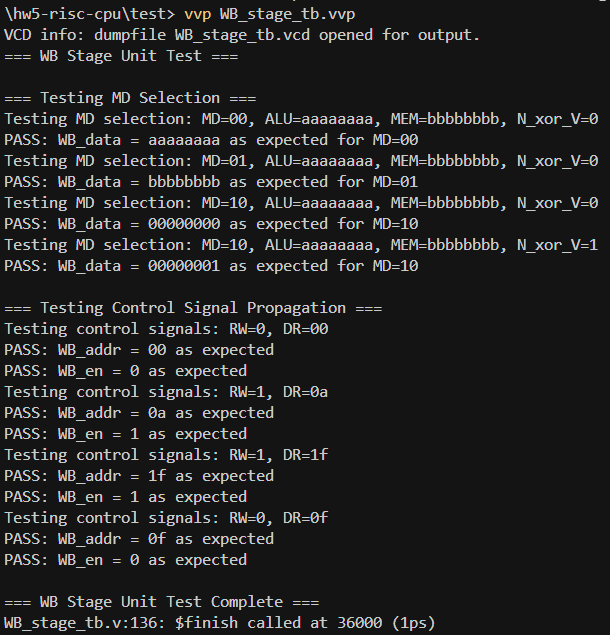 \hw5-risc-cpu\test> vvp WB_stage_tb.vvp
VCD info: dumpfile WB_stage_tb.vcd opened for output.
=== WB Stage Unit Test ===
=== Testing MD Selection ===
Testing MD selection: MD=00, ALU=aaaaaaaa, MEM=bbbbbbbb, N_xor_V=0
PASS: WB_data = aaaaaaaa as expected for MD=00
Testing MD selection: MD=01, ALU=aaaaaaaa, MEM=bbbbbbbb, N_xor_V=0
PASS: WB_data = bbbbbbbb as expected for MD=01
Testing MD selection: MD=10, ALU=aaaaaaaa, MEM=bbbbbbbb, N_xor_V=0
PASS: WB_data = 00000000 as expected for MD=10
Testing MD selection: MD=10, ALU=aaaaaaaa, MEM=bbbbbbbb, N_xor_V=1
PASS: WB_data = 00000001 as expected for MD=10
=== Testing Control Signal Propagation ===
Testing control signals: RW=0, DR=00
PASS: WB_addr = 00 as expected
PASS: WB_en = 0 as expected
Testing control signals: RW=1, DR=0a
PASS: WB_addr = 0a as expected
PASS: WB_en = 1 as expected
Testing control signals: RW=1, DR=1f
PASS: WB_addr = 1f as expected
PASS: WB_en = 1 as expected
Testing control signals: RW=0, DR=0f
PASS: WB_addr = 0f as expected
PASS: WB_en = 0 as expected
=== WB Stage Unit Test Complete ===
WB_stage_tb.v:136: $finish called at 36000 (1ps)